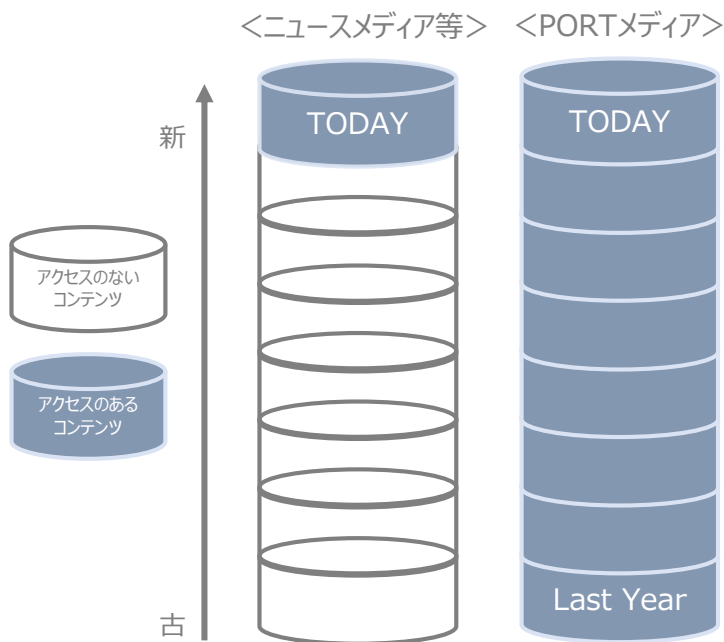 ＜ニュースメディア等＞
＜PORTメディア＞
新
TODAY
TODAY
アクセスのない
コンテンツ
アクセスのある
コンテンツ
古
Last Year